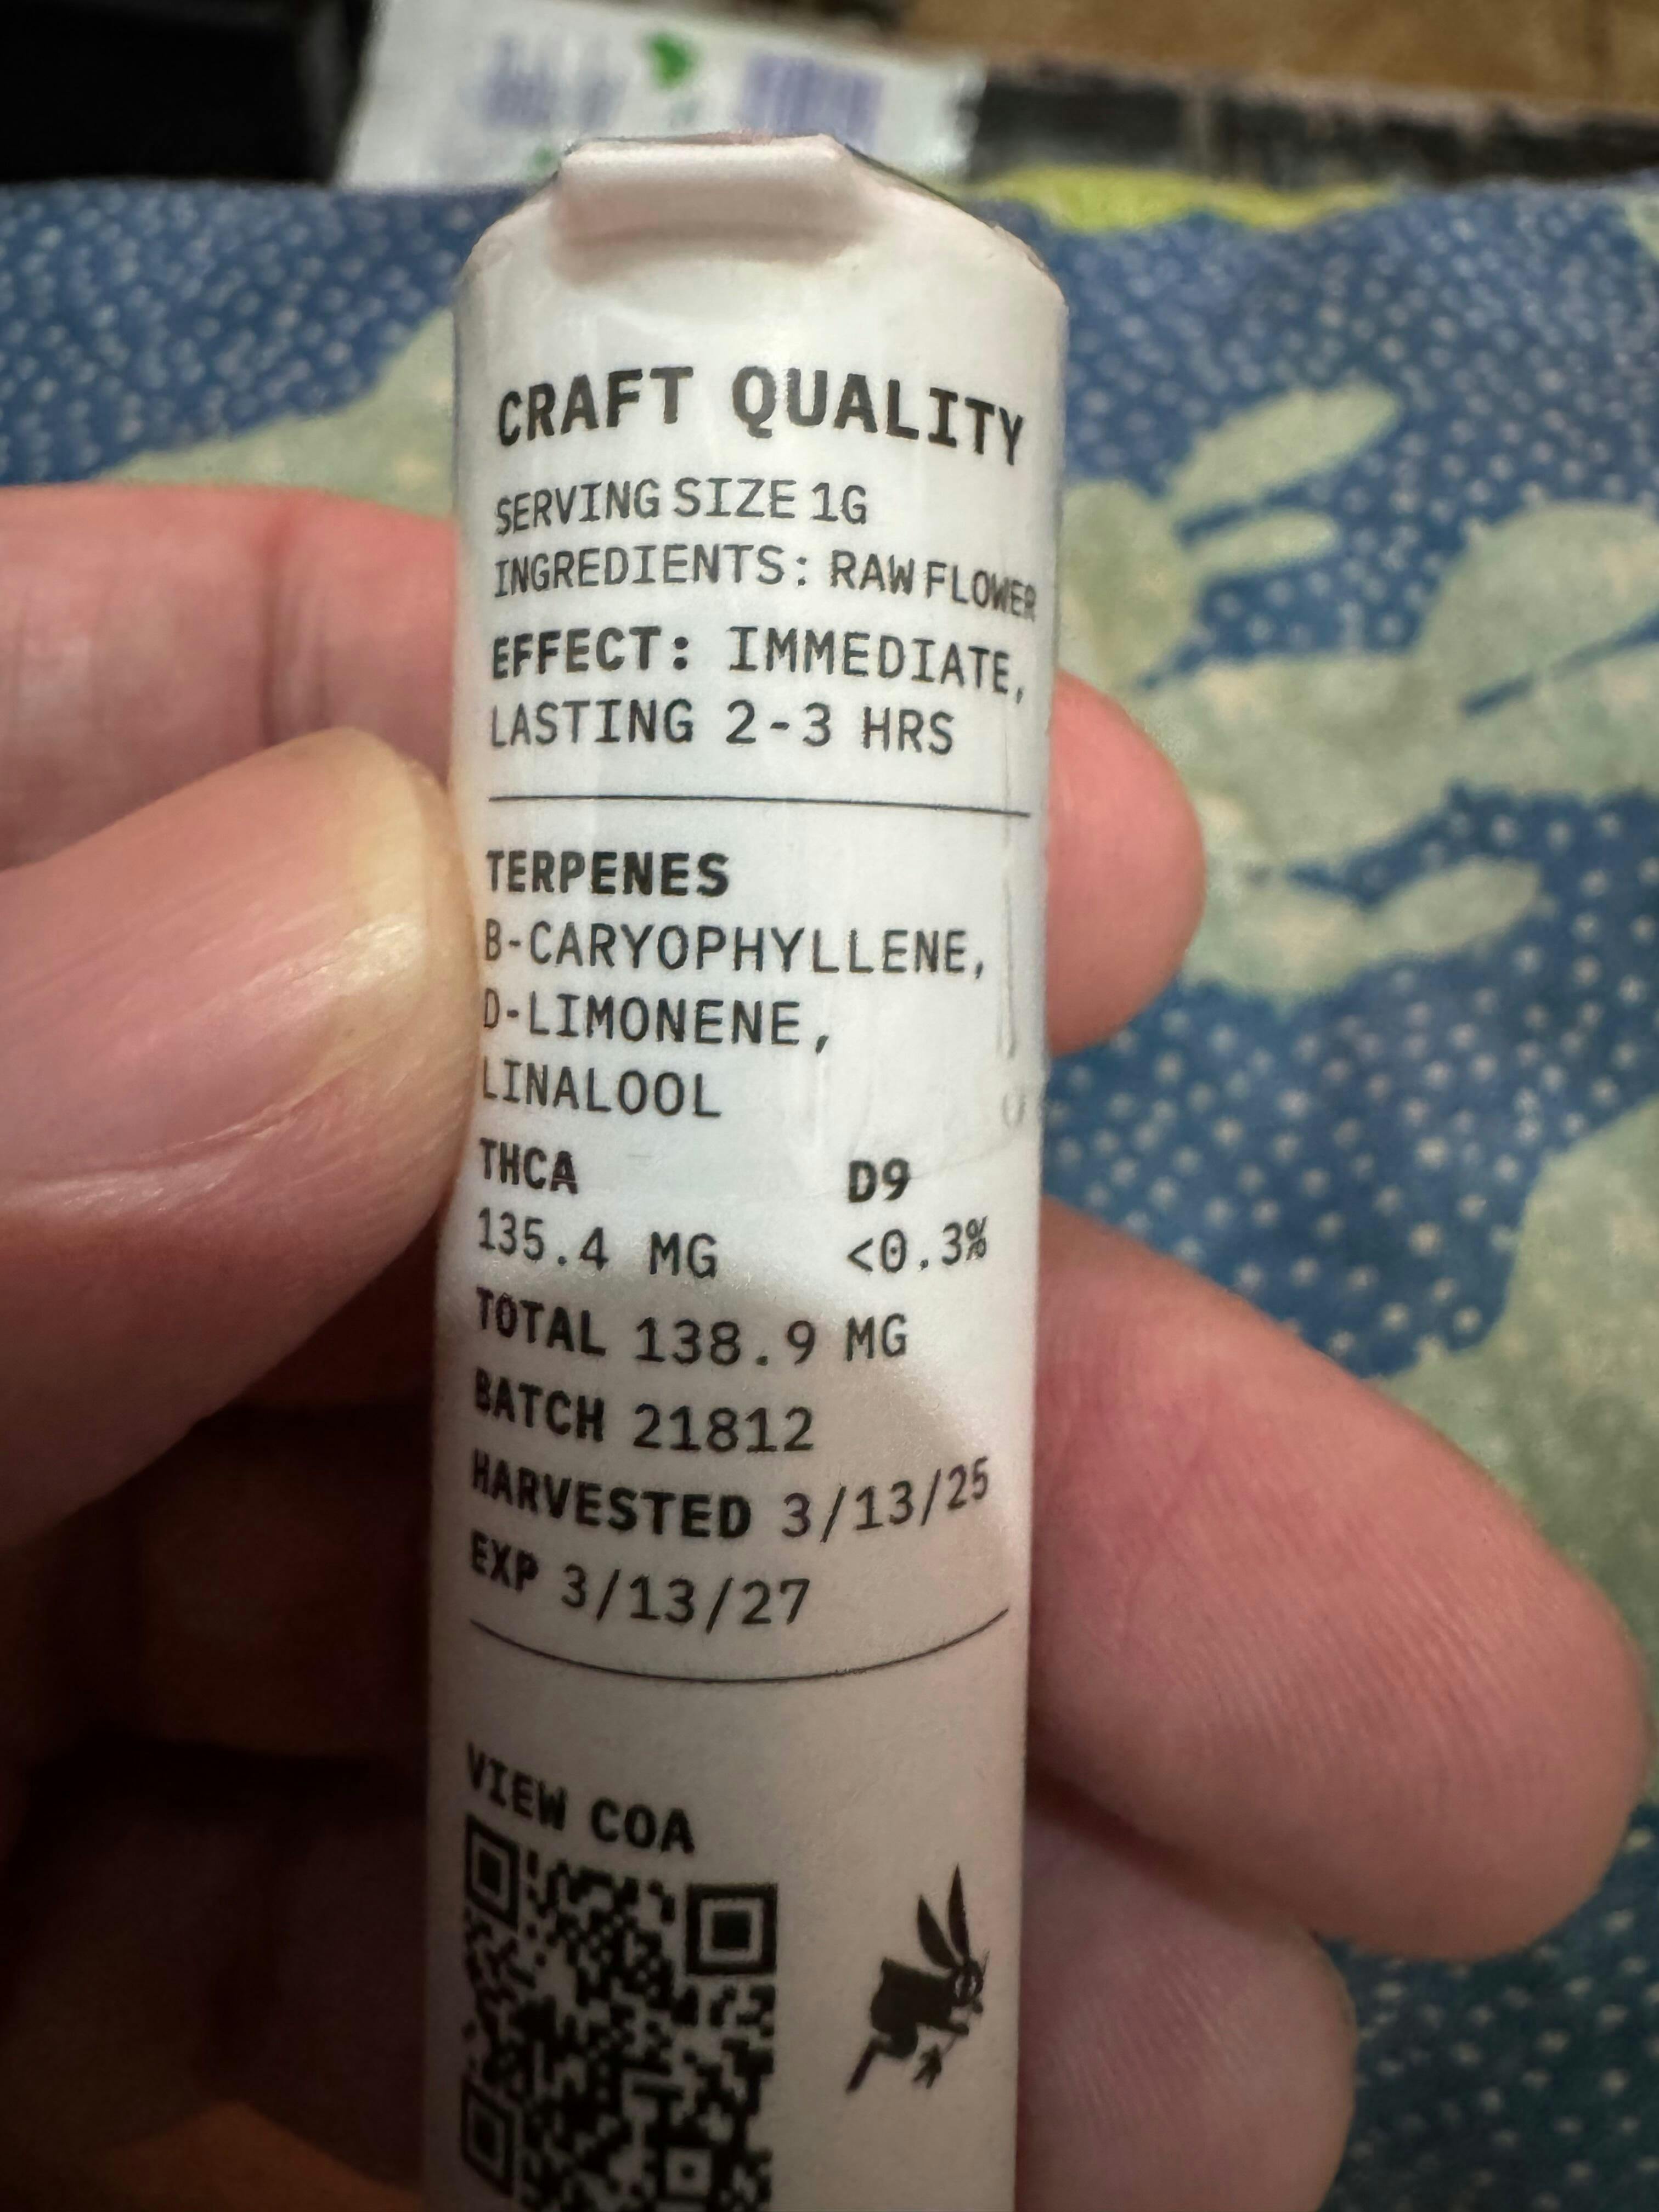 CRAFT QUALITY
SERVING SIZE 1G
INGREDIENTS: RAW FLOWER
EFFECT: IMMEDIATE,
LASTING 2-3 HRS
TERPENES
B-CARYOPHYLLENE,
D-LIMONENE,
LINALOOL
THCA D9
135.4 MG <0.3%
TOTAL 138.9 MG
BATCH 21812
HARVESTED 3/13/25
EXP 3/13/27
VIEW COA